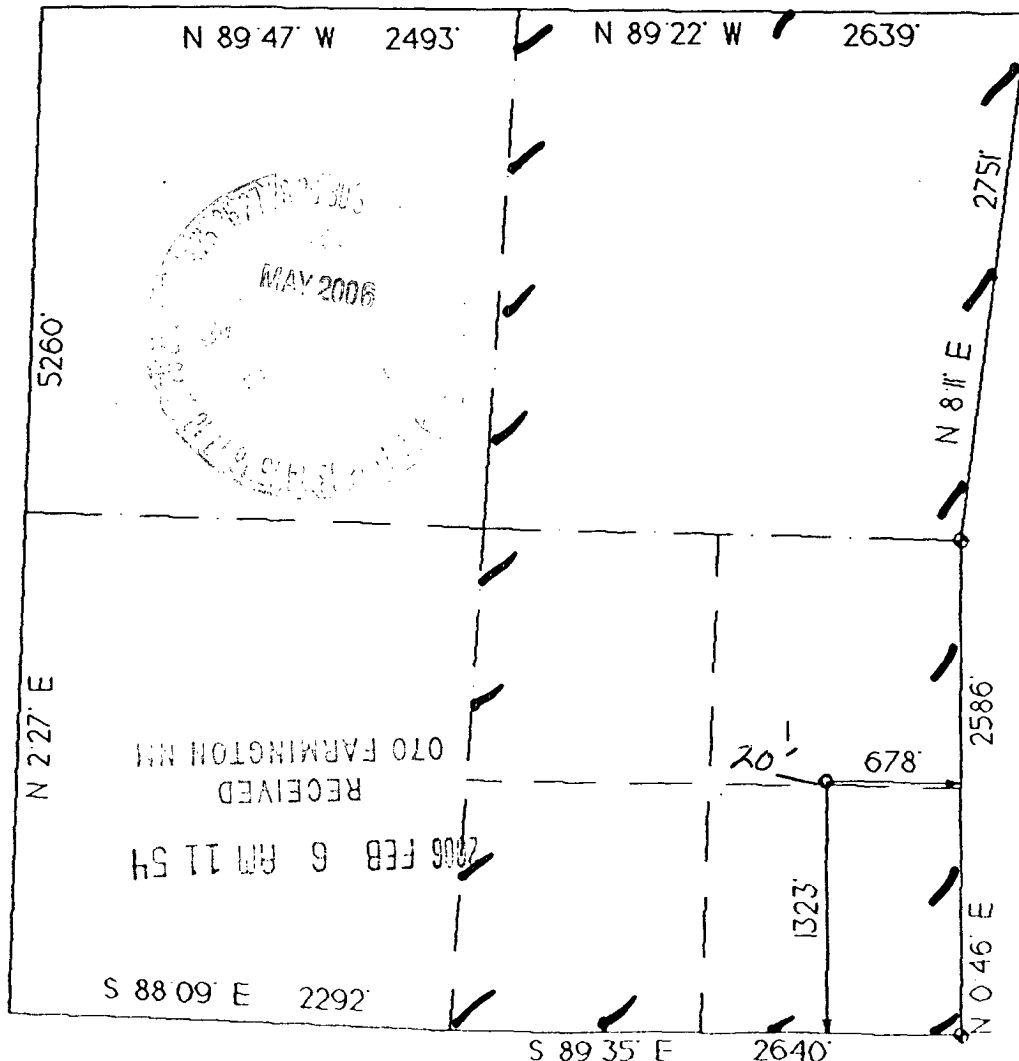 N 89°47' W 2493'
N 89°22' W 2639'
2751'
MAY 2006
5260'
N 8°11' E
N 2°27' E
2586'
20'
678'
OTO FARMINGTON NM
RECEIVED
2006 FEB 6 AM 11 54
1323'
N 0°46' E
S 88°09' E 2292'
S 89°35' E 2640'